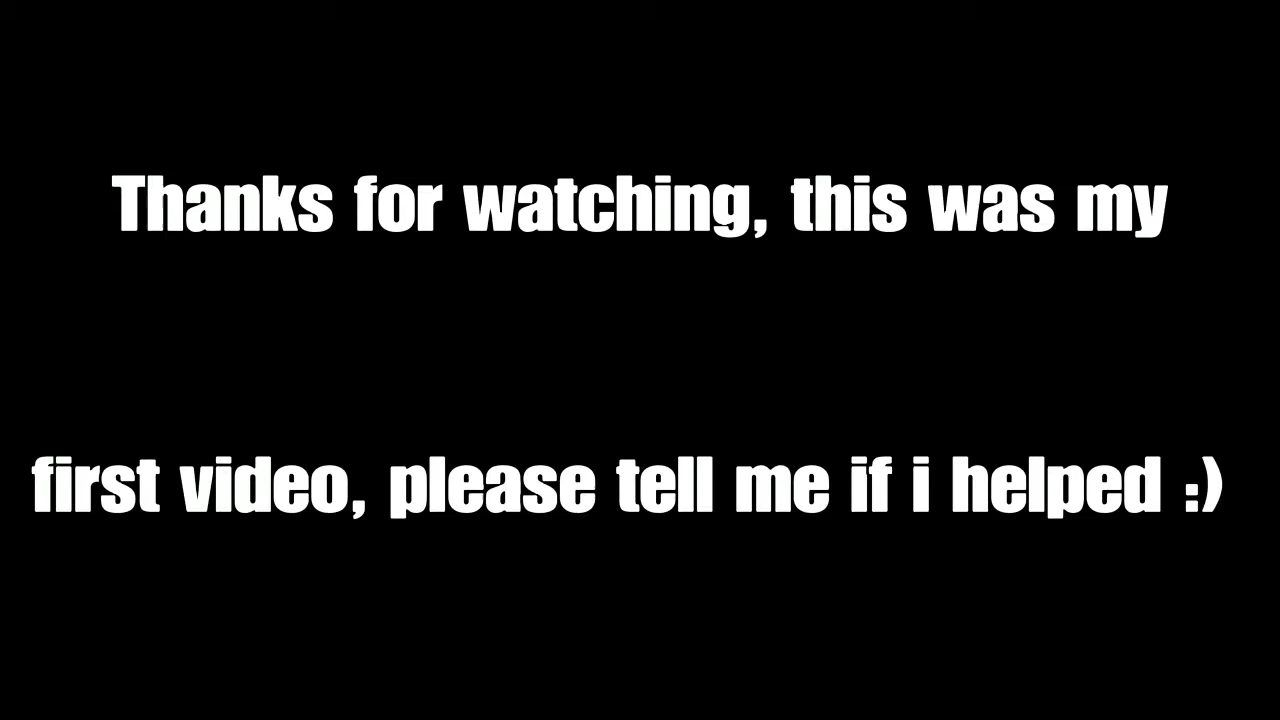 Thanks for watching, this was my
first video, please tell me if i helped :)